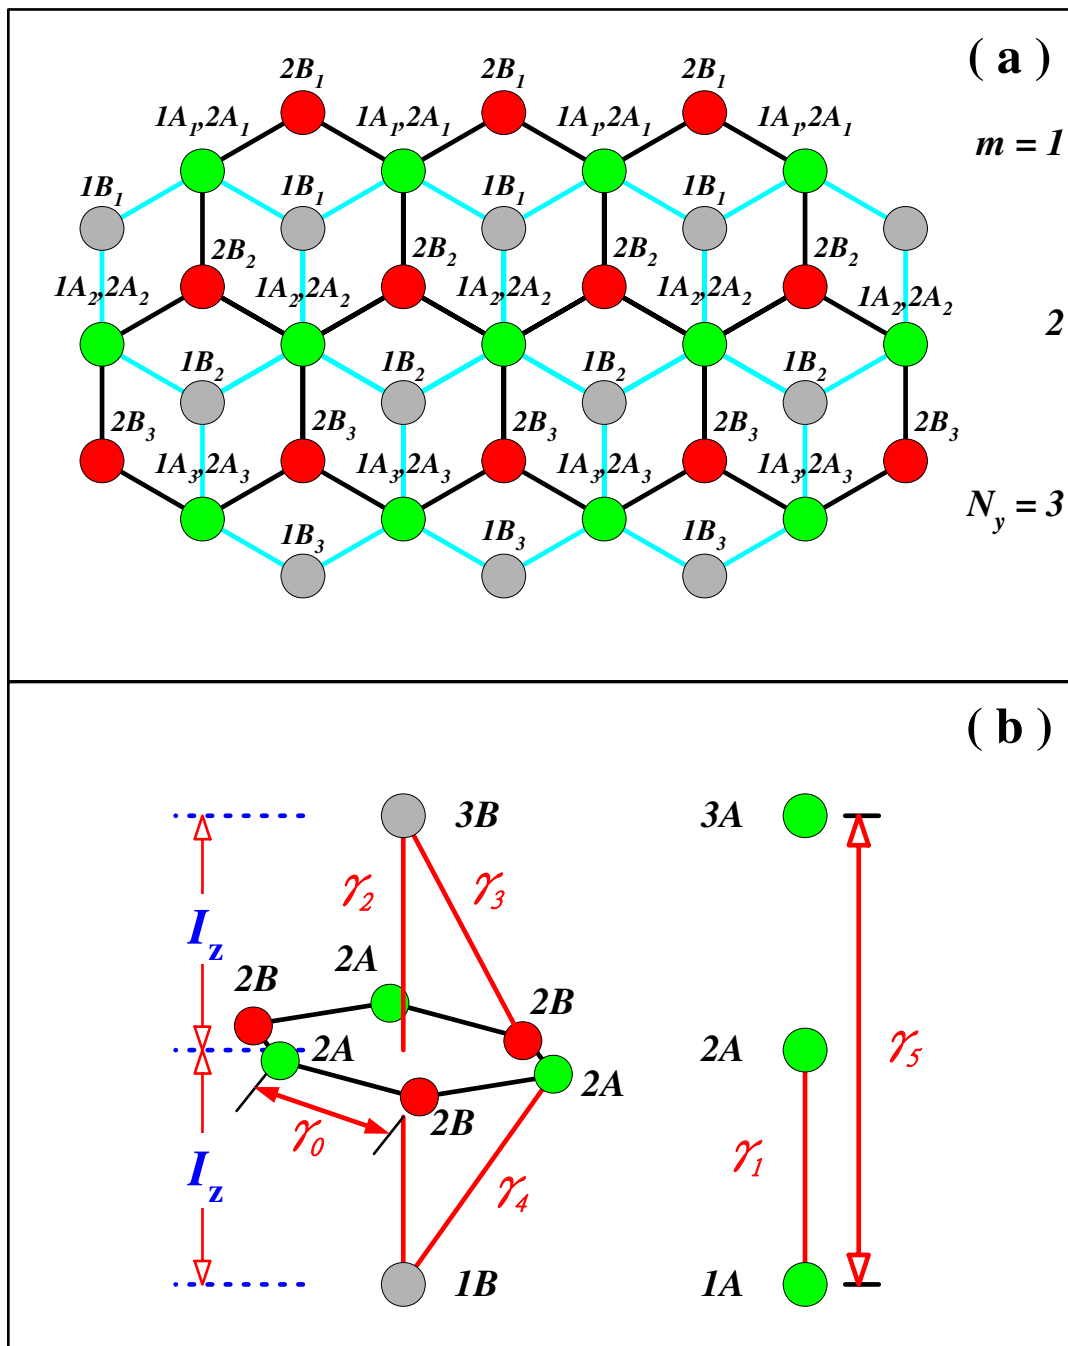 ( a )
2B₁ 2B₁ 2B₁
1A₁,2A₁ 1A₁,2A₁ 1A₁,2A₁ 1A₁,2A₁
m = 1
1B₁ 1B₁ 1B₁ 1B₁
2B₂ 2B₂ 2B₂ 2B₂
1A₂,2A₂ 1A₂,2A₂ 1A₂,2A₂ 1A₂,2A₂ 1A₂,2A₂
2
1B₂ 1B₂ 1B₂ 1B₂
2B₃ 2B₃ 2B₃ 2B₃ 2B₃
1A₃,2A₃ 1A₃,2A₃ 1A₃,2A₃ 1A₃,2A₃
N_y = 3
1B₃ 1B₃ 1B₃
( b )
3B 3A
γ₂ γ₃
I_z
2A
2B 2B
2A 2A γ₅
2A
2B
γ₀
γ₁
I_z γ₄
1B 1A